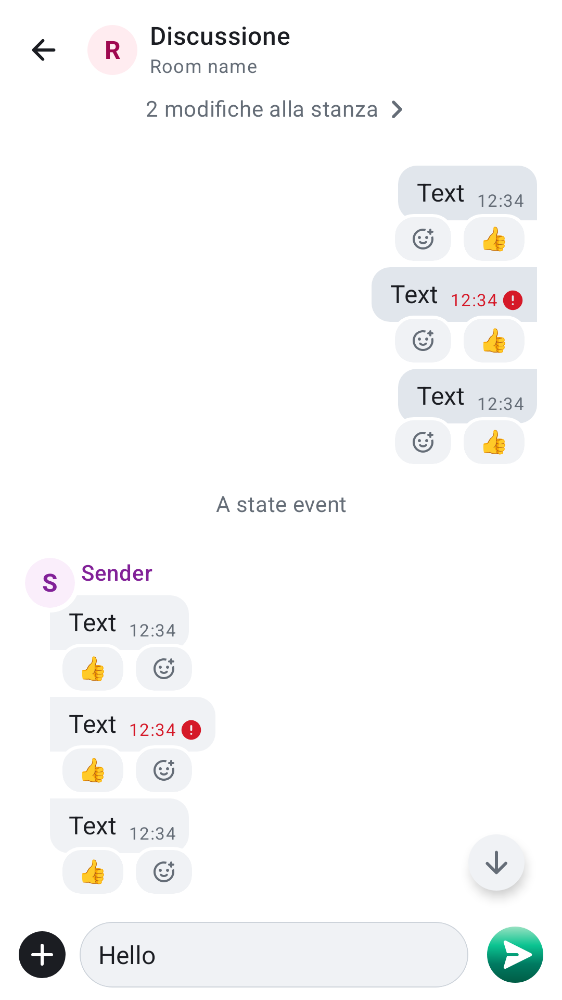 R
Discussione
Room name
2 modifiche alla stanza
Text 12:34
👍
Text 12:34
👍
Text 12:34
👍
A state event
S
Sender
Text 12:34
👍
Text 12:34
👍
Text 12:34
👍
Hello